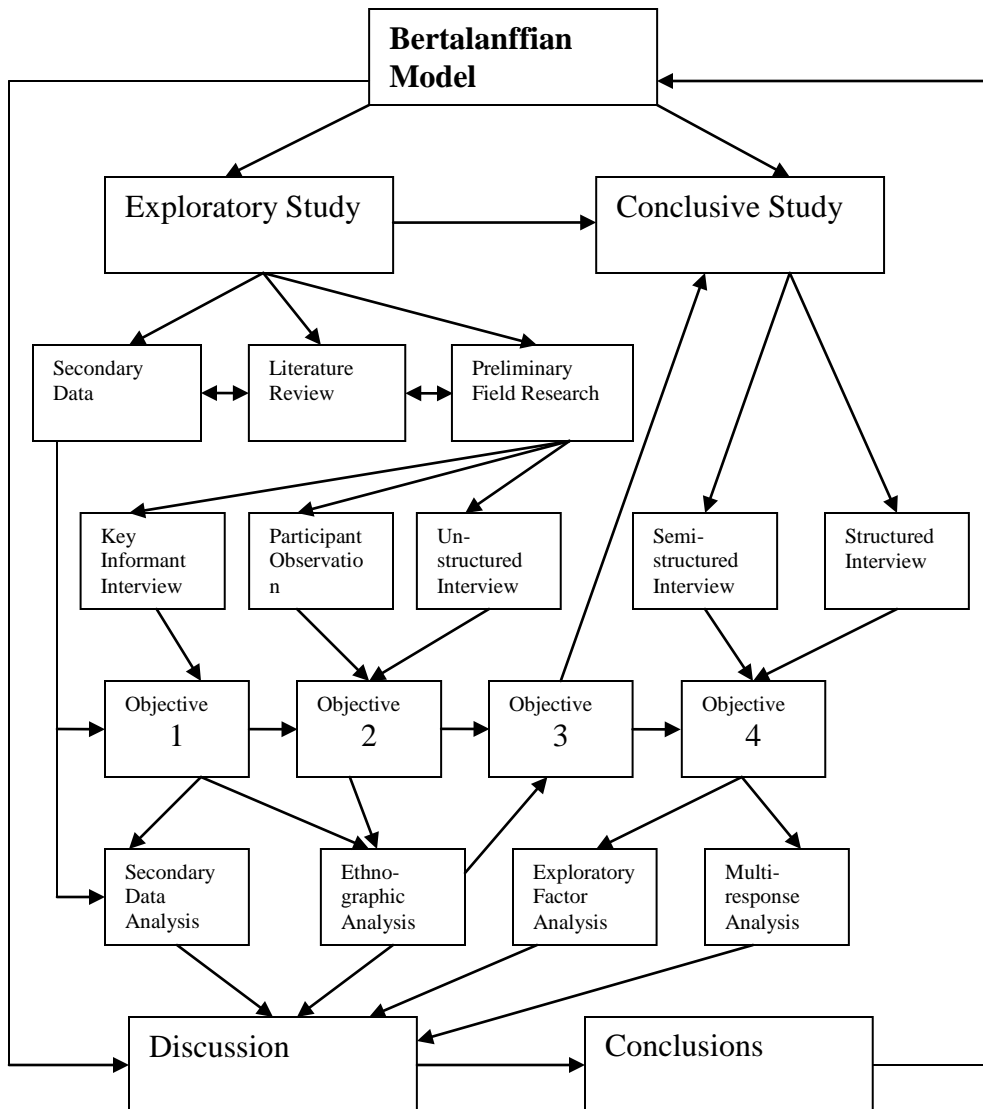 Bertalanffian
Model
Exploratory Study
Conclusive Study
Secondary
Data
Literature
Review
Preliminary
Field Research
Key
Informant
Interview
Participant
Observatio
n
Un-
structured
Interview
Semi-
structured
Interview
Structured
Interview
Objective
1
Objective
2
Objective
3
Objective
4
Secondary
Data
Analysis
Ethno-
graphic
Analysis
Exploratory
Factor
Analysis
Multi-
response
Analysis
Discussion
Conclusions